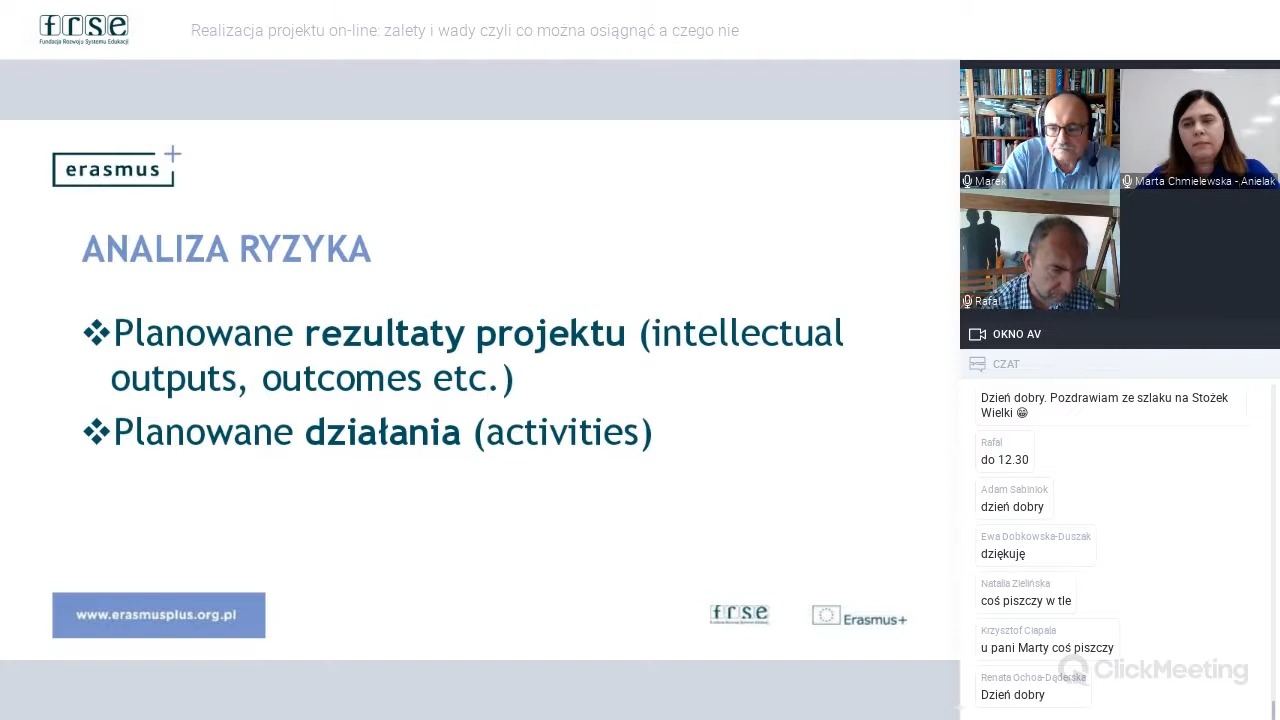 frse
Fundacja Rozwoju Systemu Edukacji
Realizacja projektu on-line: zalety i wady czyli co można osiągnąć a czego nie
erasmus+
ANALIZA RYZYKA
❖Planowane rezultaty projektu (intellectual
outputs, outcomes etc.)
❖Planowane działania (activities)
www.erasmusplus.org.pl
frse
Erasmus+
Marek
Marta Chmielewska - Anielak
Rafał
OKNO AV
CZAT
Dzień dobry. Pozdrawiam ze szlaku na Stożek
Wielki 😁
Rafał
do 12.30
Adam Sabiniok
dzień dobry
Ewa Dobkowska-Duszak
dziękuję
Natalia Zielińska
coś piszczy w tle
Krzysztof Ciapala
u pani Marty coś piszczy
Renata Ochoa-Dąderska
Dzień dobry
ClickMeeting